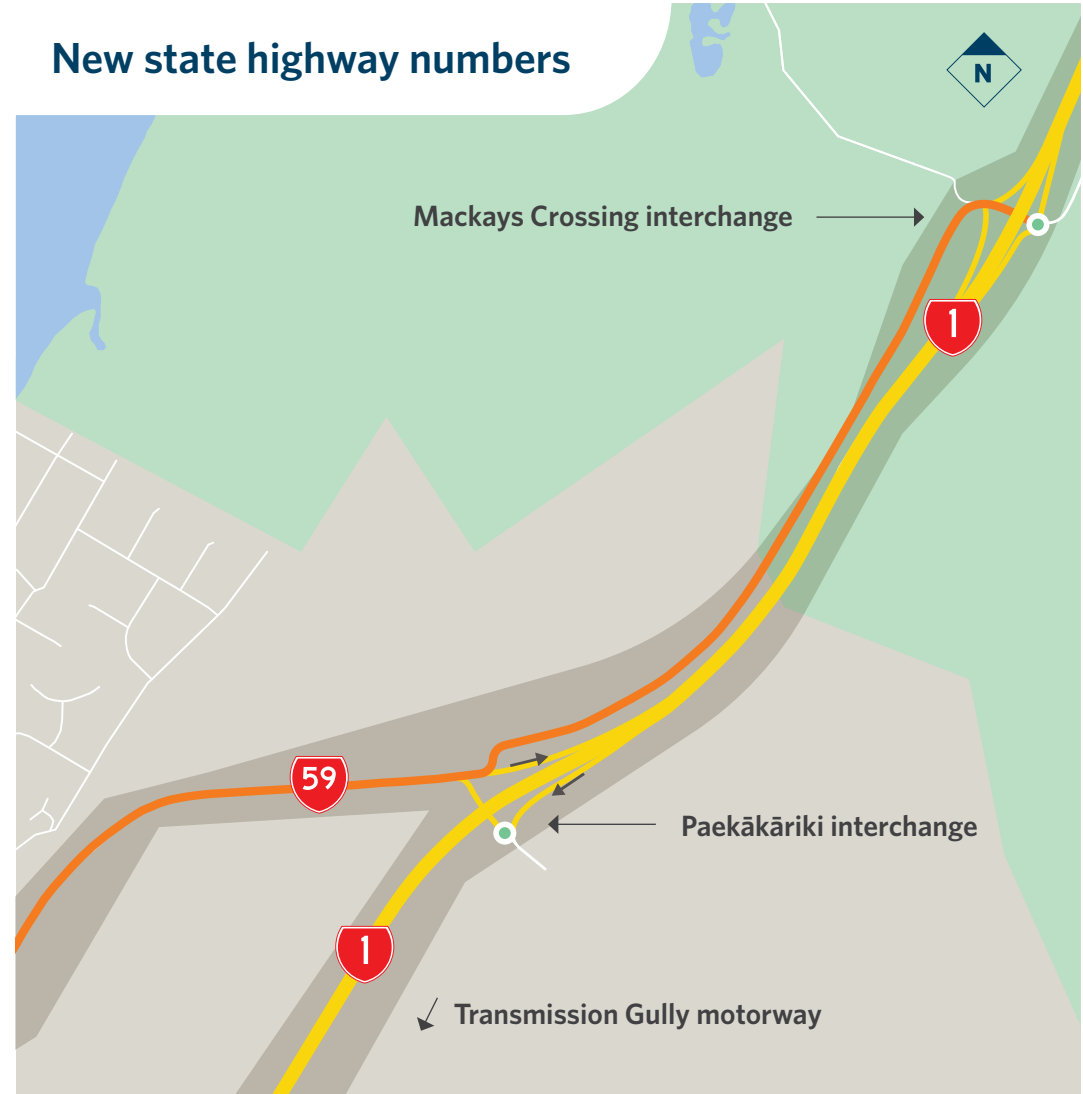 New state highway numbers
N
Mackays Crossing interchange
1
59
Paekākāriki interchange
1
Transmission Gully motorway